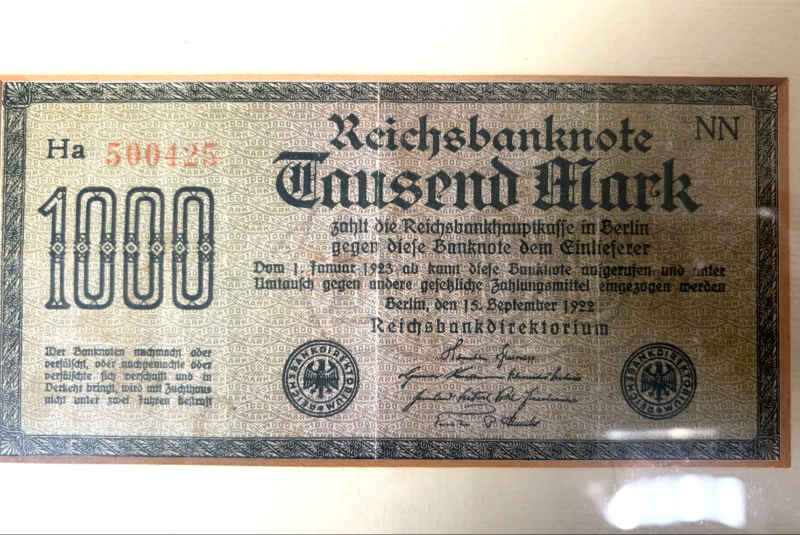 Reichsbanknote
NN
Ha 500425
Tausend Mark
1000
zahlt die Reichsbankhauptkasse in Berlin
gegen diese Banknote dem Einlieferer
Vom 1. Januar 1923 ab kann diese Banknote aufgerufen und unter
Umtausch gegen andere gesetzliche Zahlungsmittel eingezogen werden
Berlin, den 15. September 1922
Reichsbankdirektorium
Wer Banknoten nachmacht oder
verfälscht, oder nachgemachte oder
verfälschte sich verschafft und in
Verkehr bringt, wird mit Zuchthaus
nicht unter zwei Jahren bestraft
REICHSBANKDIREKTORIUM
REICHSBANKDIREKTORIUM